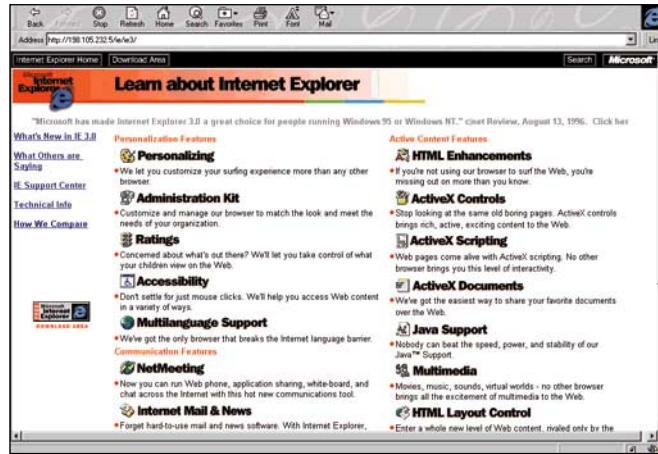 Back
Forward
Stop
Refresh
Home
Search
Favorites
Print
Font
Mail
Address http://198.105.232.5/ie/ie3/
Internet Explorer Home
Download Area
Search
Microsoft
Microsoft
Internet
Explorer
Learn about Internet Explorer
"Microsoft has made Internet Explorer 3.0 a great choice for people running Windows 95 or Windows NT." c|net Review, August 13, 1996. Click her
What's New in IE 3.0
What Others are
Saying
IE Support Center
Technical Info
How We Compare
Microsoft
Internet
Explorer
DOWNLOAD AREA
Personalization Features
Personalizing
We let you customize your surfing experience more than any other
browser.
Administration Kit
Customize and manage our browser to match the look and meet the
needs of your organization.
Ratings
Concerned about what's out there? We'll let you take control of what
your children view on the Web.
Accessibility
Don't settle for just mouse clicks. We'll help you access Web content
in a variety of ways.
Multilanguage Support
We've got the only browser that breaks the Internet language barrier.
Communication Features
NetMeeting
Now you can run Web phone, application sharing, white-board, and
chat across the Internet with this hot new communications tool.
Internet Mail & News
Forget hard-to-use mail and news software. With Internet Explorer,
Active Content Features
HTML Enhancements
If you're not using our browser to surf the Web, you're
missing out on more than you know.
ActiveX Controls
Stop looking at the same old boring pages. ActiveX controls
brings rich, active, exciting content to the Web.
ActiveX Scripting
Web pages come alive with ActiveX scripting. No other
browser brings you this level of interactivity.
ActiveX Documents
We've got the easiest way to share your favorite documents
over the Web.
Java Support
Nobody can beat the speed, power, and stability of our
Java™ Support.
Multimedia
Movies, music, sounds, virtual worlds - no other browser
brings all the excitement of multimedia to the Web.
HTML Layout Control
Enter a whole new level of Web content, rivaled only by the